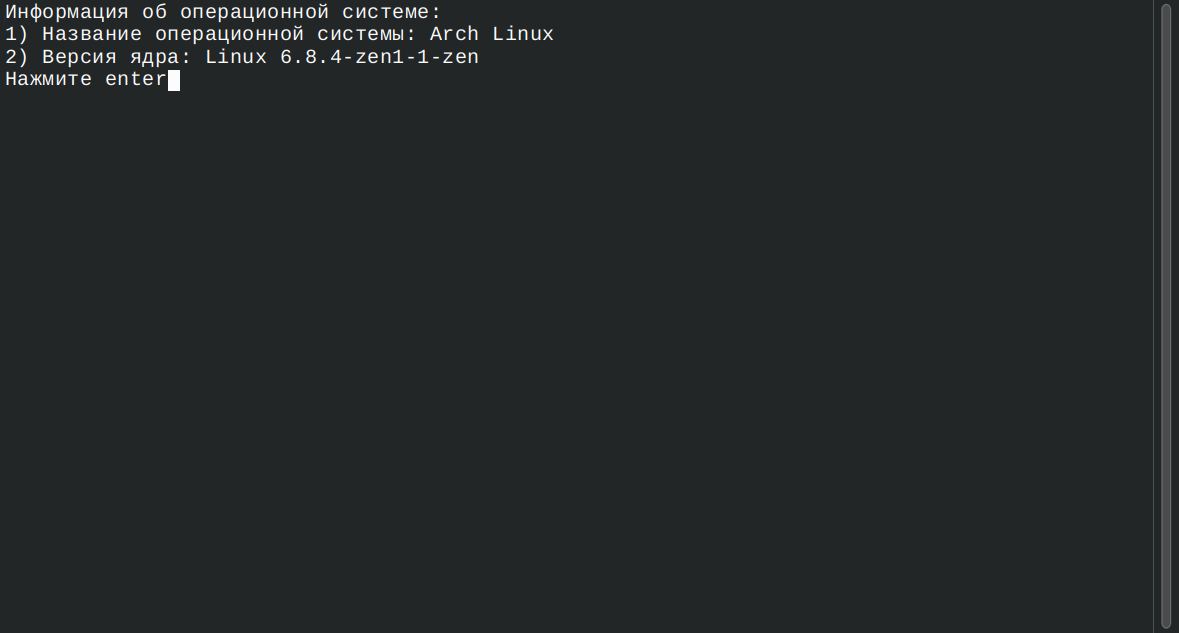 Информация об операционной системе:
1) Название операционной системы: Arch Linux
2) Версия ядра: Linux 6.8.4-zen1-1-zen
Нажмите enter